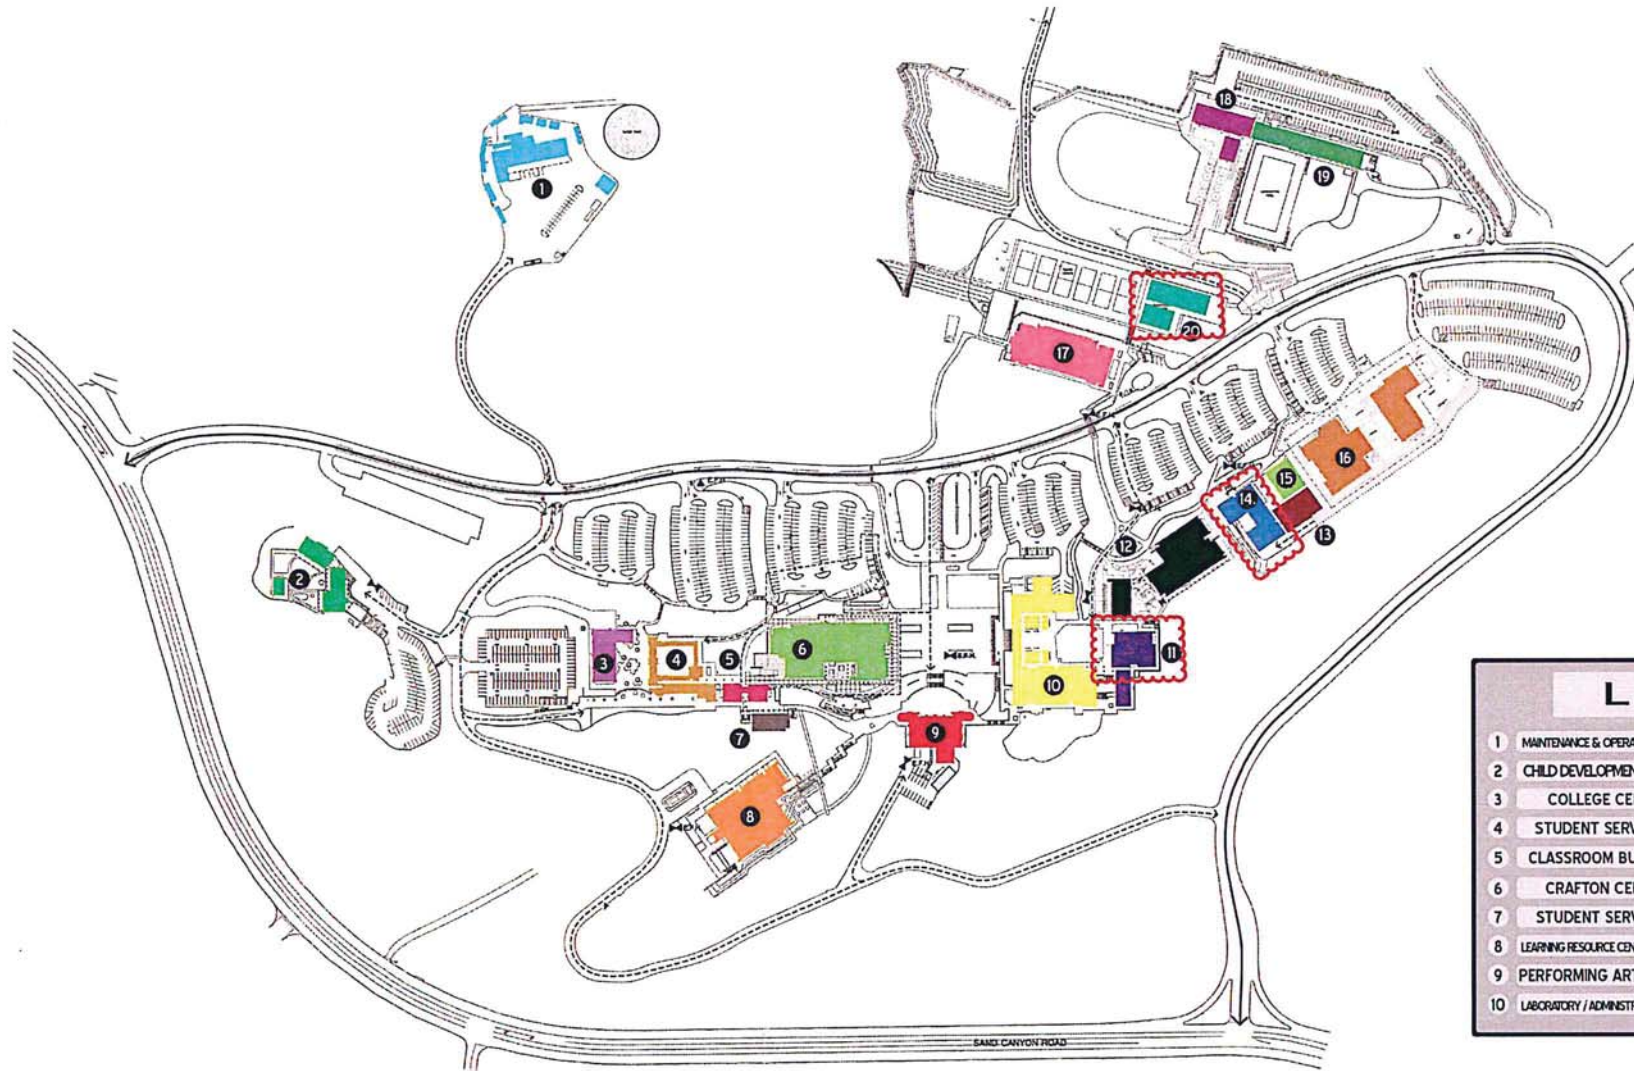 18
1
19
20
17
16
15
14
13
12
2
11
3
4
5
6
10
7
9
8
L
1 MAINTENANCE & OPERA
2 CHILD DEVELOPMEN
3 COLLEGE CE
4 STUDENT SERV
5 CLASSROOM BU
6 CRAFTON CE
7 STUDENT SERV
8 LEARNING RESOURCE CEN
9 PERFORMING ART
10 LABORATORY / ADMINISTR
SAND CANYON ROAD